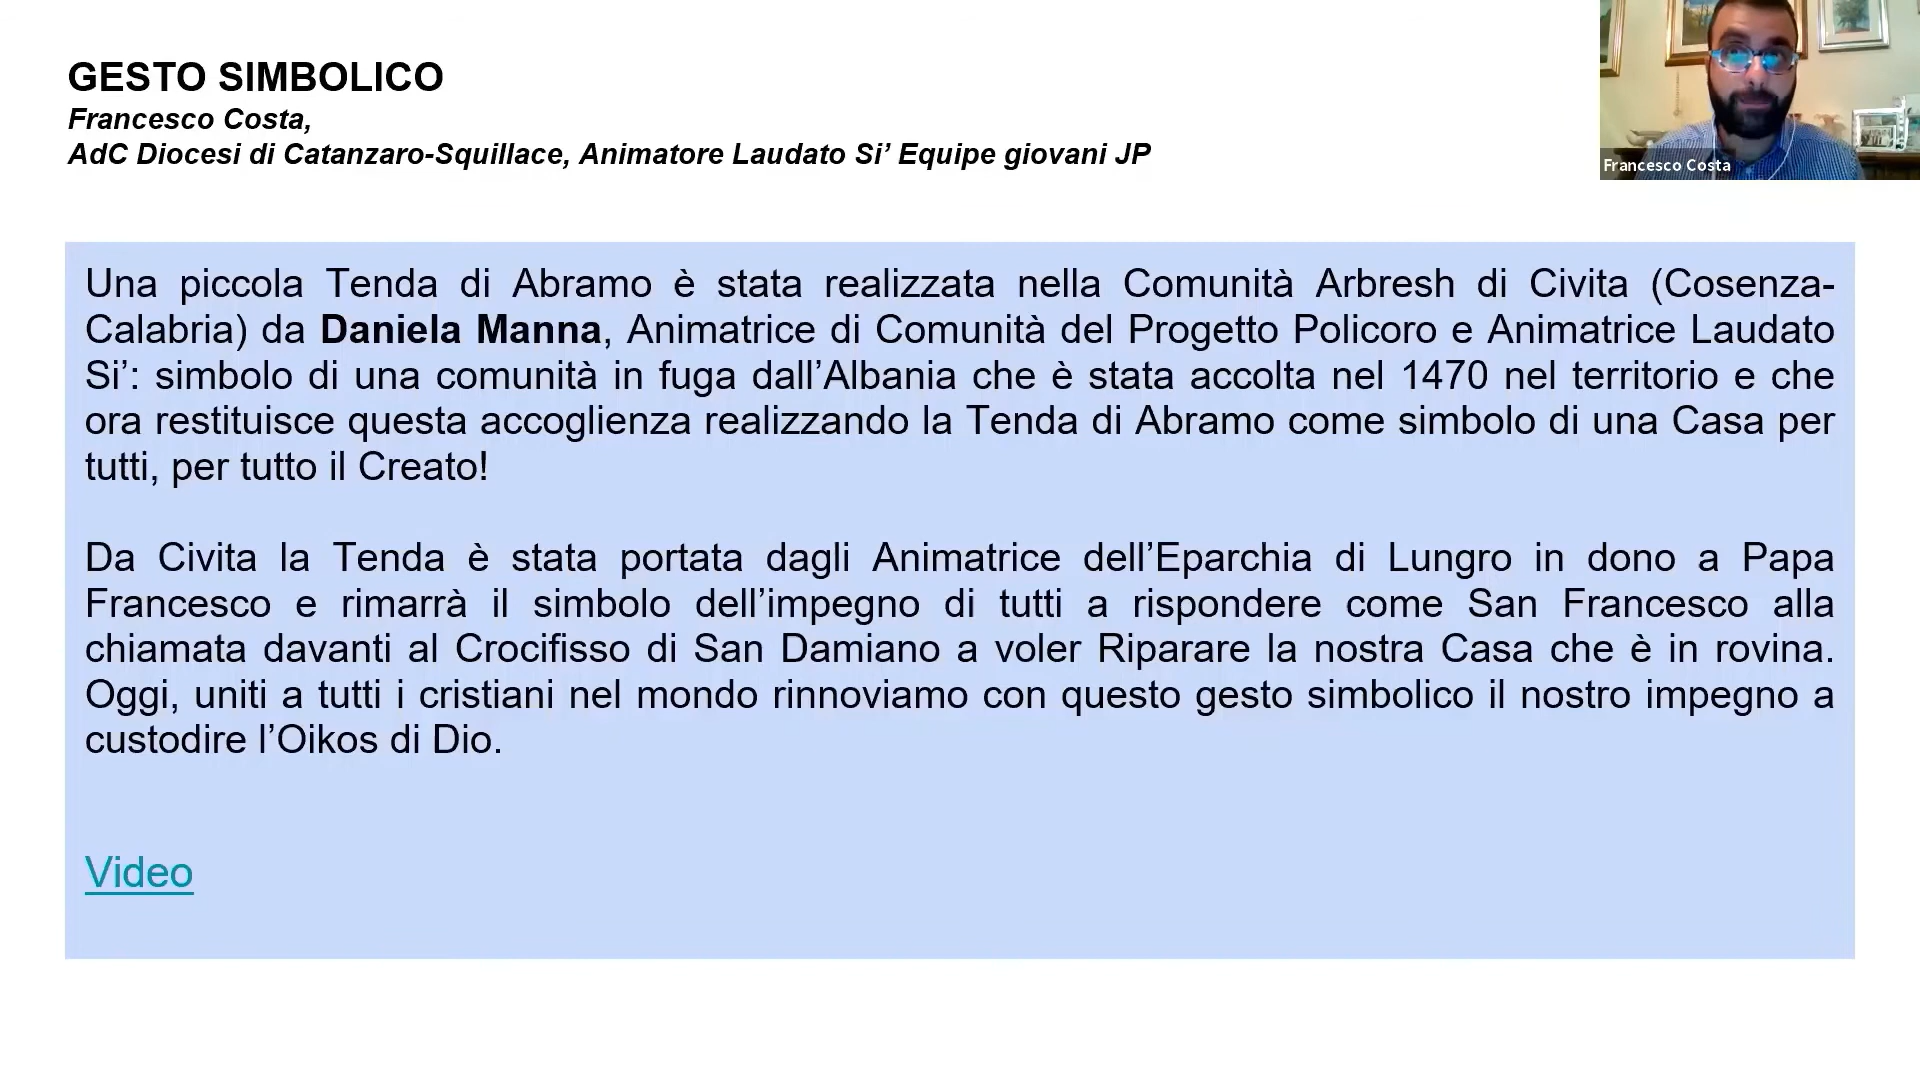 GESTO SIMBOLICO
Francesco Costa,
AdC Diocesi di Catanzaro-Squillace, Animatore Laudato Si’ Equipe giovani JP
Francesco Costa
Una piccola Tenda di Abramo è stata realizzata nella Comunità Arbresh di Civita (Cosenza-
Calabria) da Daniela Manna, Animatrice di Comunità del Progetto Policoro e Animatrice Laudato
Si’: simbolo di una comunità in fuga dall’Albania che è stata accolta nel 1470 nel territorio e che
ora restituisce questa accoglienza realizzando la Tenda di Abramo come simbolo di una Casa per
tutti, per tutto il Creato!
Da Civita la Tenda è stata portata dagli Animatrice dell’Eparchia di Lungro in dono a Papa
Francesco e rimarrà il simbolo dell’impegno di tutti a rispondere come San Francesco alla
chiamata davanti al Crocifisso di San Damiano a voler Riparare la nostra Casa che è in rovina.
Oggi, uniti a tutti i cristiani nel mondo rinnoviamo con questo gesto simbolico il nostro impegno a
custodire l’Oikos di Dio.
Video